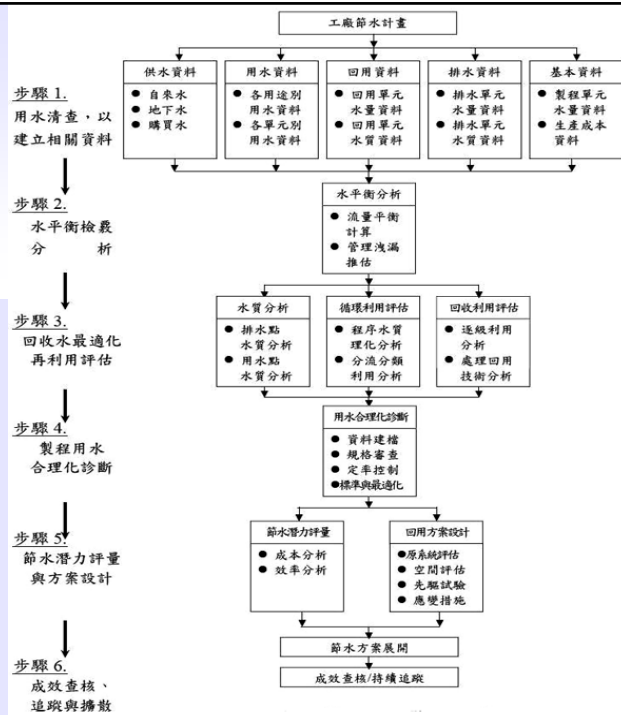 工廠節水計畫
步驟 1.
用水清查，以
建立相關資料
供水資料
● 自來水
● 地下水
● 購買水
用水資料
● 各用途別
用水資料
● 各單元別
用水資料
回用資料
● 回用單元
水量資料
● 回用單元
水質資料
排水資料
● 排水單元
水量資料
● 排水單元
水質資料
基本資料
● 製程單元
水量資料
● 生產成本
資料
步驟 2.
水平衡檢覈
分 析
水平衡分析
● 流量平衡
計算
● 管理洩漏
推估
步驟 3.
回收水最適化
再利用評估
水質分析
● 排水點
水質分析
● 用水點
水質分析
循環利用評估
● 程序水質
理化分析
● 分流分類
利用分析
回收利用評估
● 逐級利用
分析
● 處理回用
技術分析
步驟 4.
製程用水
合理化診斷
用水合理化診斷
● 資料建檔
● 規格審查
● 定率控制
●標準與最適化
步驟 5.
節水潛力評量
與方案設計
節水潛力評量
● 成本分析
● 效率分析
回用方案設計
●原系統評估
● 空間評估
● 先驅試驗
● 應變措施
節水方案展開
步驟 6.
成效查核、
追蹤與擴散
成效查核/持續追蹤